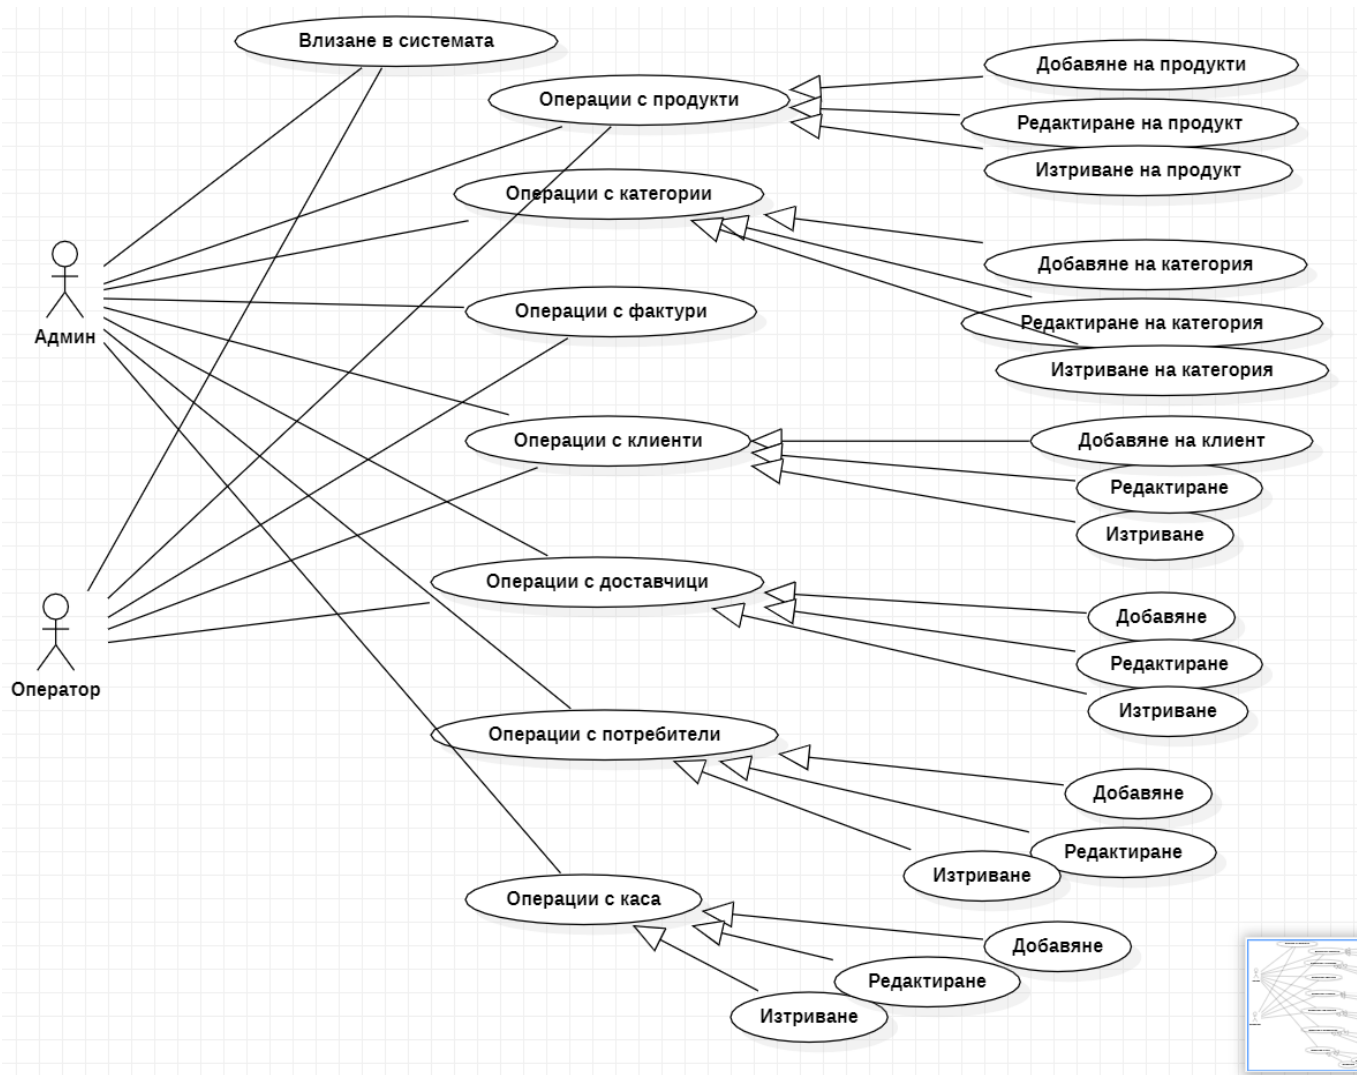 Влизане в системата
Операции с продукти
Добавяне на продукти
Редактиране на продукт
Изтриване на продукт
Операции с категории
Добавяне на категория
Редактиране на категория
Изтриване на категория
Админ
Операции с фактури
Операции с клиенти
Добавяне на клиент
Редактиране
Изтриване
Операции с доставчици
Добавяне
Редактиране
Изтриване
Оператор
Операции с потребители
Добавяне
Редактиране
Изтриване
Операции с каса
Добавяне
Редактиране
Изтриване